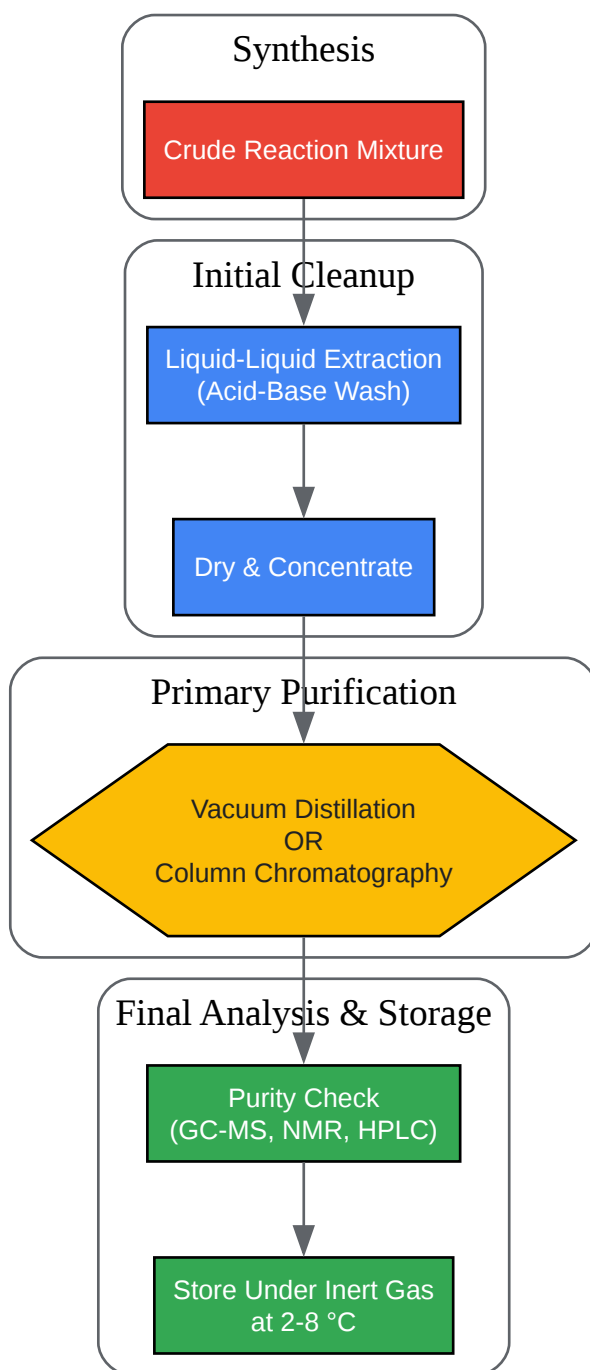 Synthesis
Crude Reaction Mixture
Initial Cleanup
Liquid-Liquid Extraction
(Acid-Base Wash)
Dry & Concentrate
Primary Purification
Vacuum Distillation
OR
Column Chromatography
Final Analysis & Storage
Purity Check
(GC-MS, NMR, HPLC)
Store Under Inert Gas
at 2-8 °C